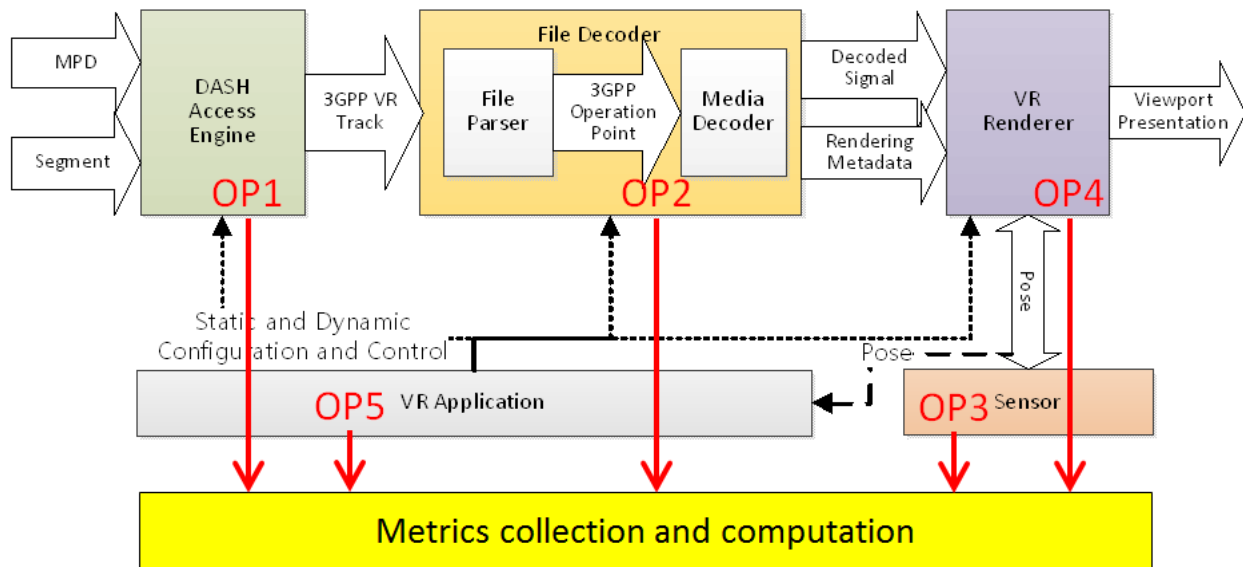 MPD
Segment
DASH
Access
Engine
OP1
3GPP VR
Track
File Decoder
File
Parser
3GPP
Operation
Point
Media
Decoder
OP2
Decoded
Signal
Rendering
Metadata
VR
Renderer
OP4
Viewport
Presentation
Pose
Static and Dynamic
Configuration and Control
Pose
OP5
VR Application
OP3
Sensor
Metrics collection and computation